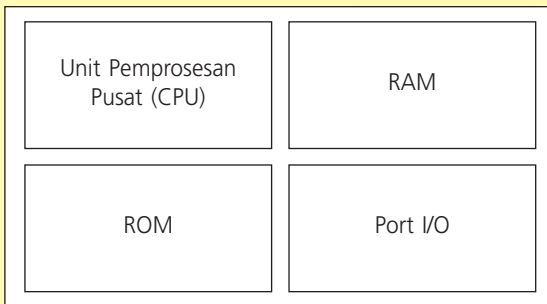 Unit Pemprosesan
Pusat (CPU)
RAM
ROM
Port I/O